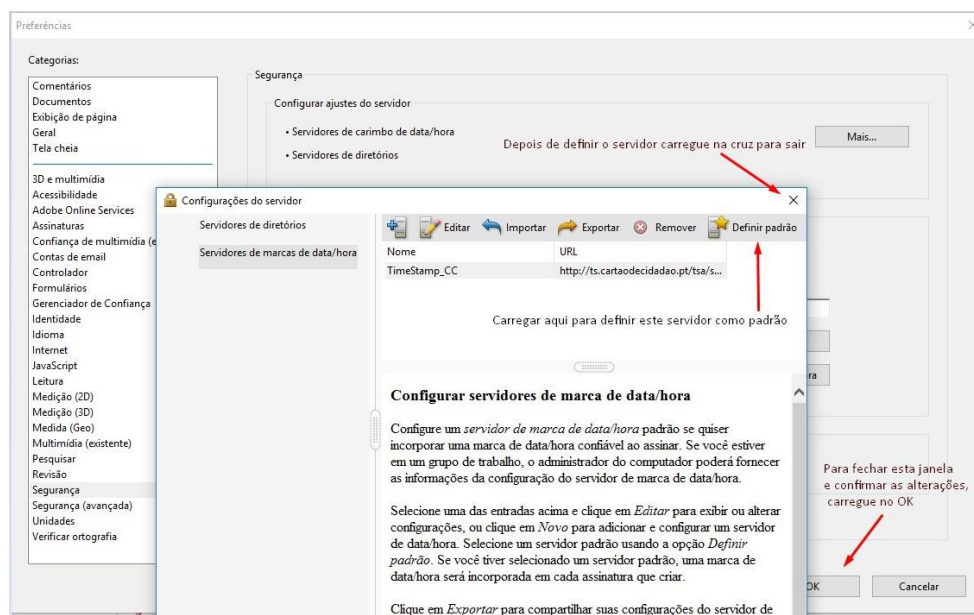 Preferências
Categorias:
Comentários
Documentos
Exibição de página
Geral
Tela cheia
3D e multimídia
Acessibilidade
Adobe Online Services
Assinaturas
Confiança de multimídia (e
Contas de email
Controlador
Formulários
Gerenciador de Confiança
Identidade
Idioma
Internet
JavaScript
Leitura
Medição (2D)
Medição (3D)
Medida (Geo)
Multimídia (existente)
Pesquisar
Revisão
Segurança
Segurança (avançada)
Unidades
Verificar ortografia
Segurança
Configurar ajustes do servidor
• Servidores de carimbo de data/hora
• Servidores de diretórios
Mais...
Depois de definir o servidor carregue na cruz para sair
Configurações do servidor
Servidores de diretórios
Servidores de marcas de data/hora
Editar Importar Exportar Remover Definir padrão
Nome URL
TimeStamp_CC http://ts.cartaodecidadao.pt/tsa/s...
Carregar aqui para definir este servidor como padrão
ra
Configurar servidores de marca de data/hora
Configure um servidor de marca de data/hora padrão se quiser
incorporar uma marca de data/hora confiável ao assinar. Se você estiver
em um grupo de trabalho, o administrador do computador poderá fornecer
as informações da configuração do servidor de marca de data/hora.
Selecione uma das entradas acima e clique em Editar para exibir ou alterar
configurações, ou clique em Novo para adicionar e configurar um servidor
de data/hora. Selecione um servidor padrão usando a opção Definir
padrão. Se você tiver selecionado um servidor padrão, uma marca de
data/hora será incorporada em cada assinatura que criar.
Clique em Exportar para compartilhar suas configurações do servidor de
Para fechar esta janela
e confirmar as alterações,
carregue no OK
OK Cancelar